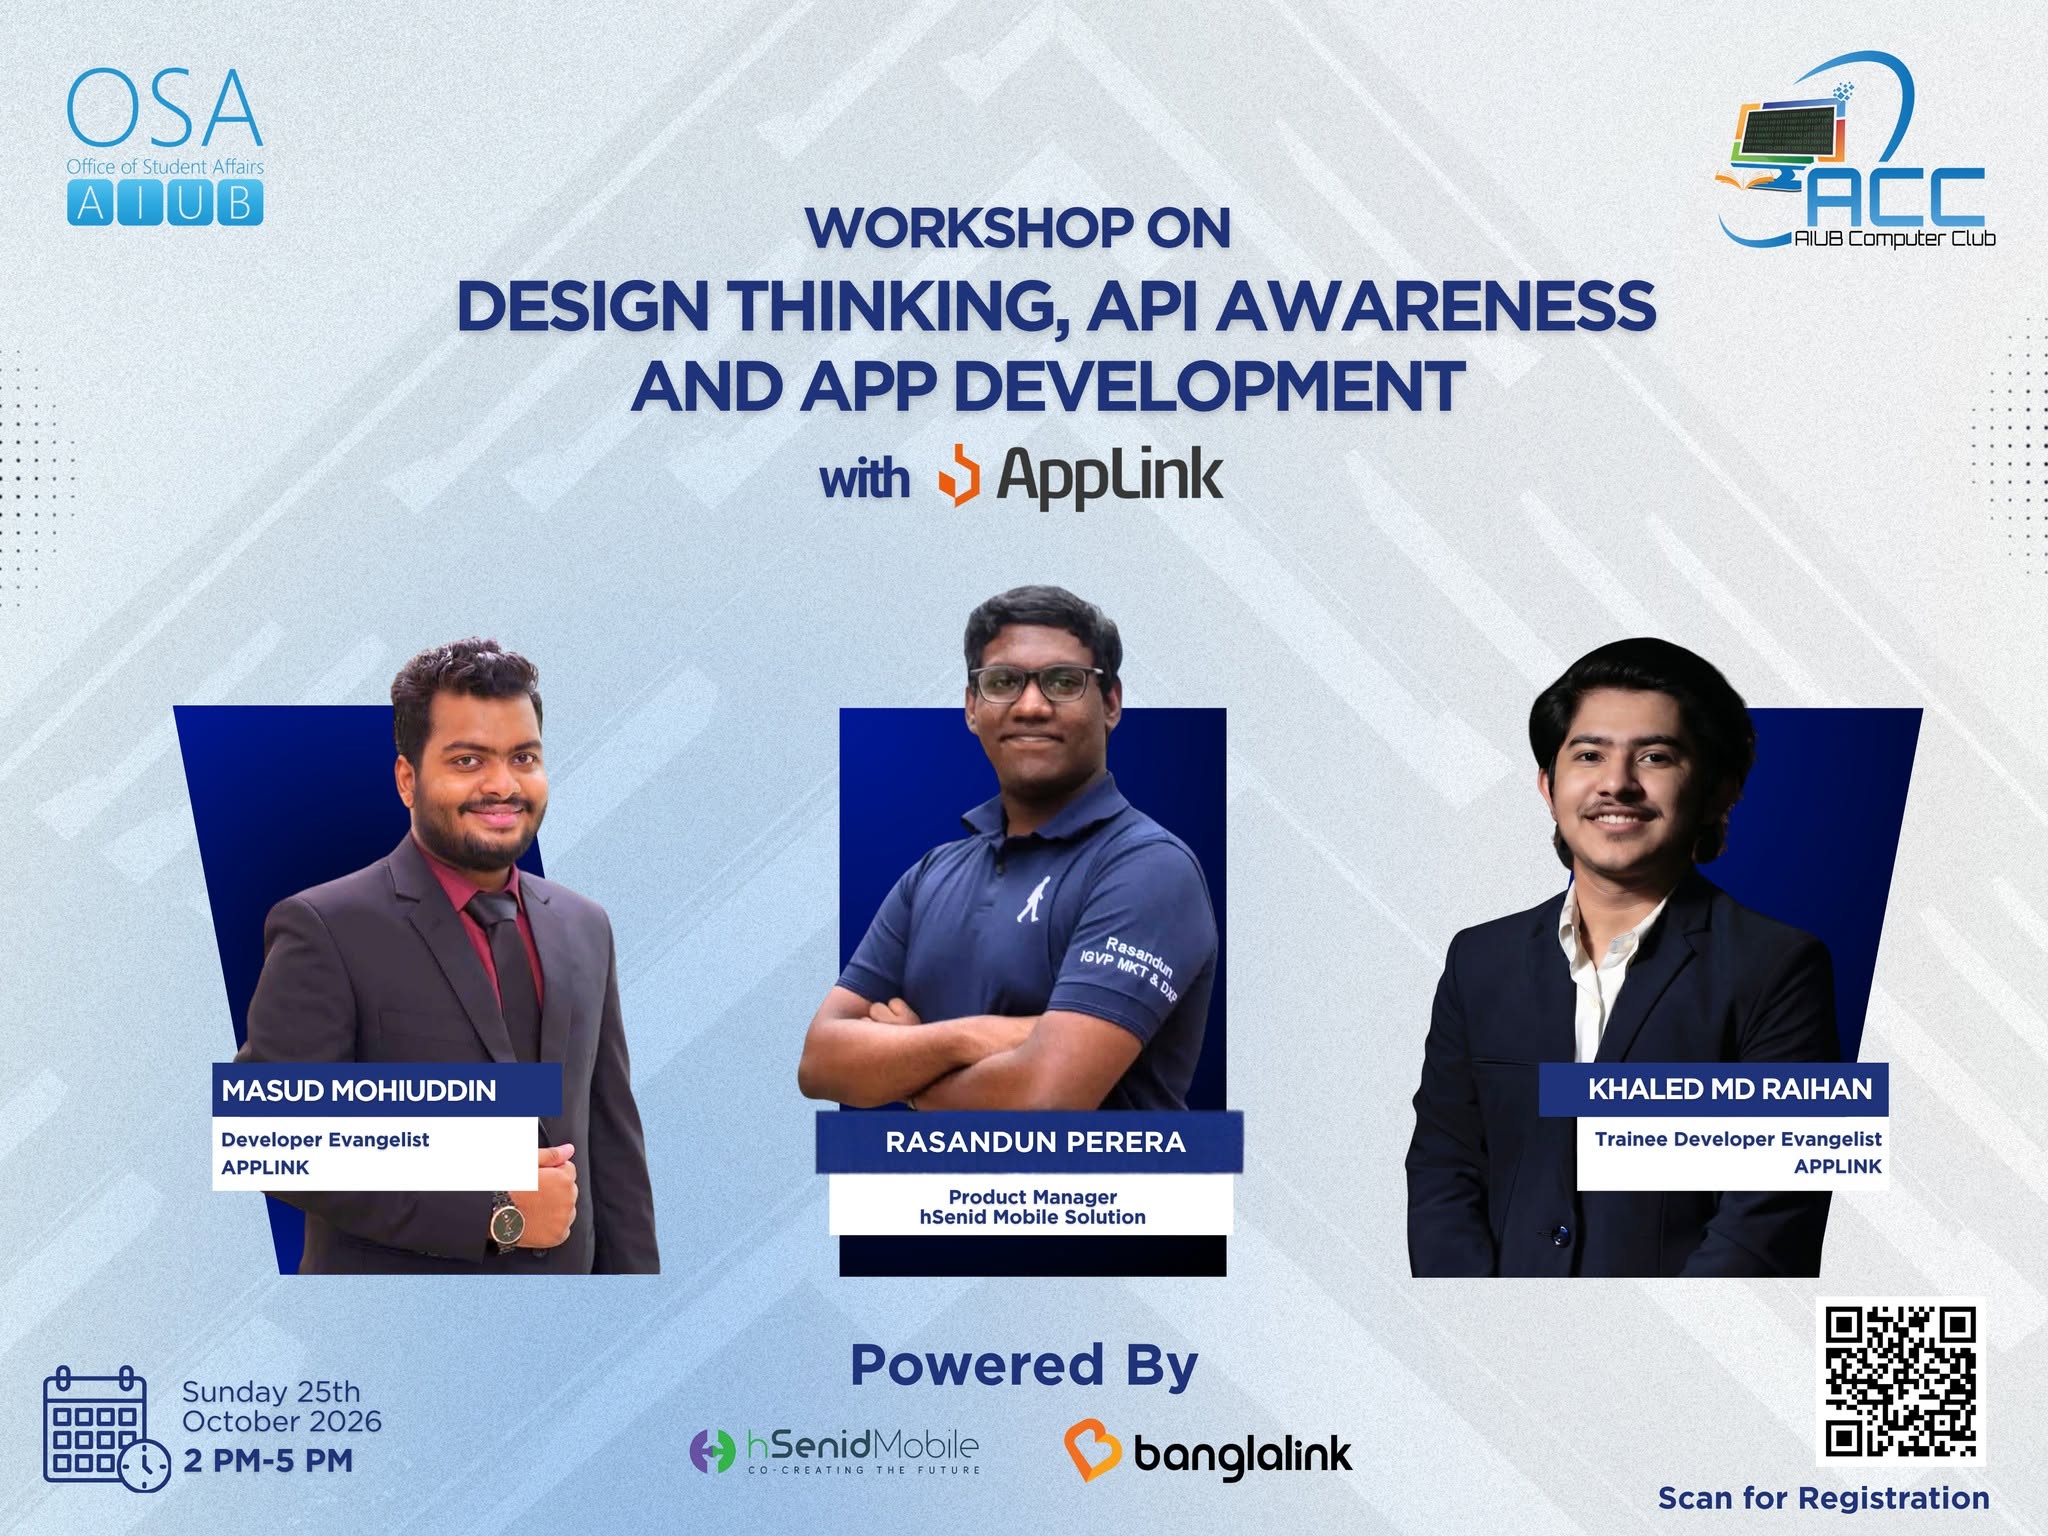 OSA
Office of Student Affairs
AIUB
ACC
AIUB Computer Club
WORKSHOP ON
DESIGN THINKING, API AWARENESS
AND APP DEVELOPMENT
with AppLink
Rasandun
IGVP MKT & DXP
MASUD MOHIUDDIN
Developer Evangelist
APPLINK
RASANDUN PERERA
Product Manager
hSenid Mobile Solution
KHALED MD RAIHAN
Trainee Developer Evangelist
APPLINK
Powered By
hSenidMobile
CO-CREATING THE FUTURE
banglalink
Sunday 25th
October 2026
2 PM-5 PM
Scan for Registration